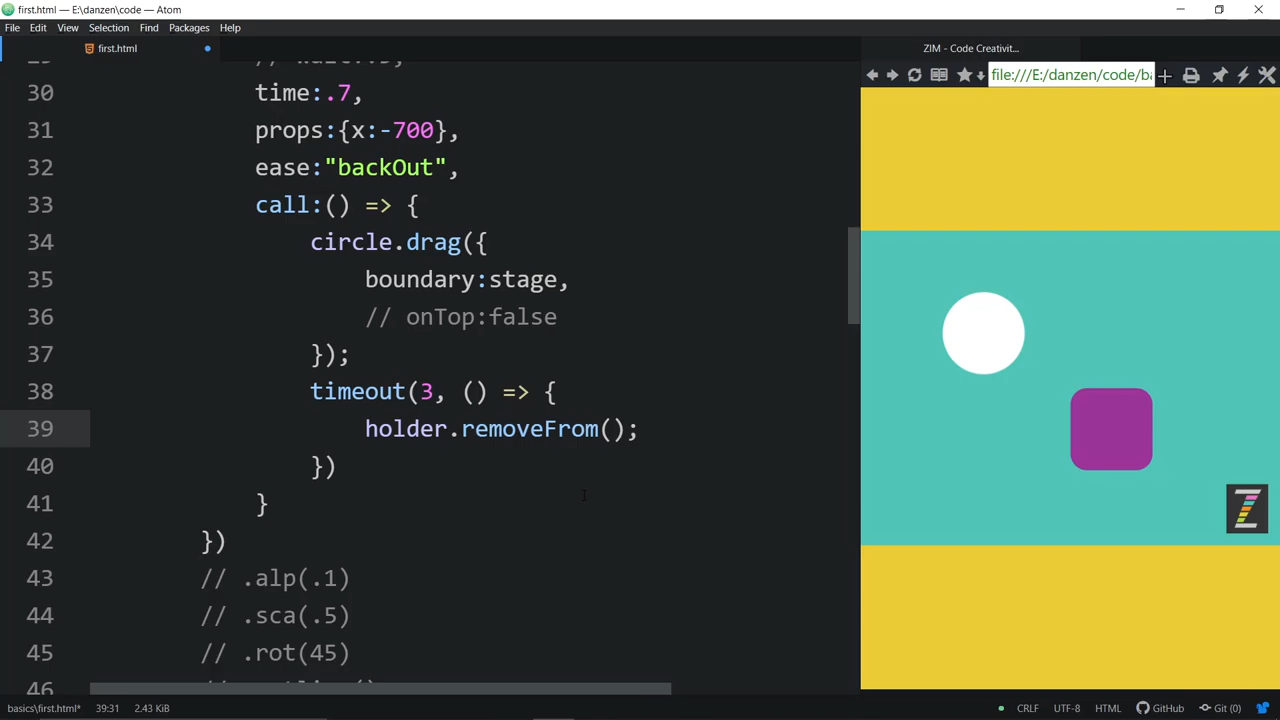 first.html — E:\danzen\code — Atom
File Edit View Selection Find Packages Help
first.html
ZIM - Code Creativit...
file:///E:/danzen/code/ba
30 time:.7,
31 props:{x:-700},
32 ease:"backOut",
33 call:() => {
34 circle.drag({
35 boundary:stage,
36 // onTop:false
37 });
38 timeout(3, () => {
39 holder.removeFrom();
40 })
41 }
42 })
43 // .alp(.1)
44 // .sca(.5)
45 // .rot(45)
46
basics\first.html* 39:31 2.43 KiB CRLF UTF-8 HTML GitHub Git (0)